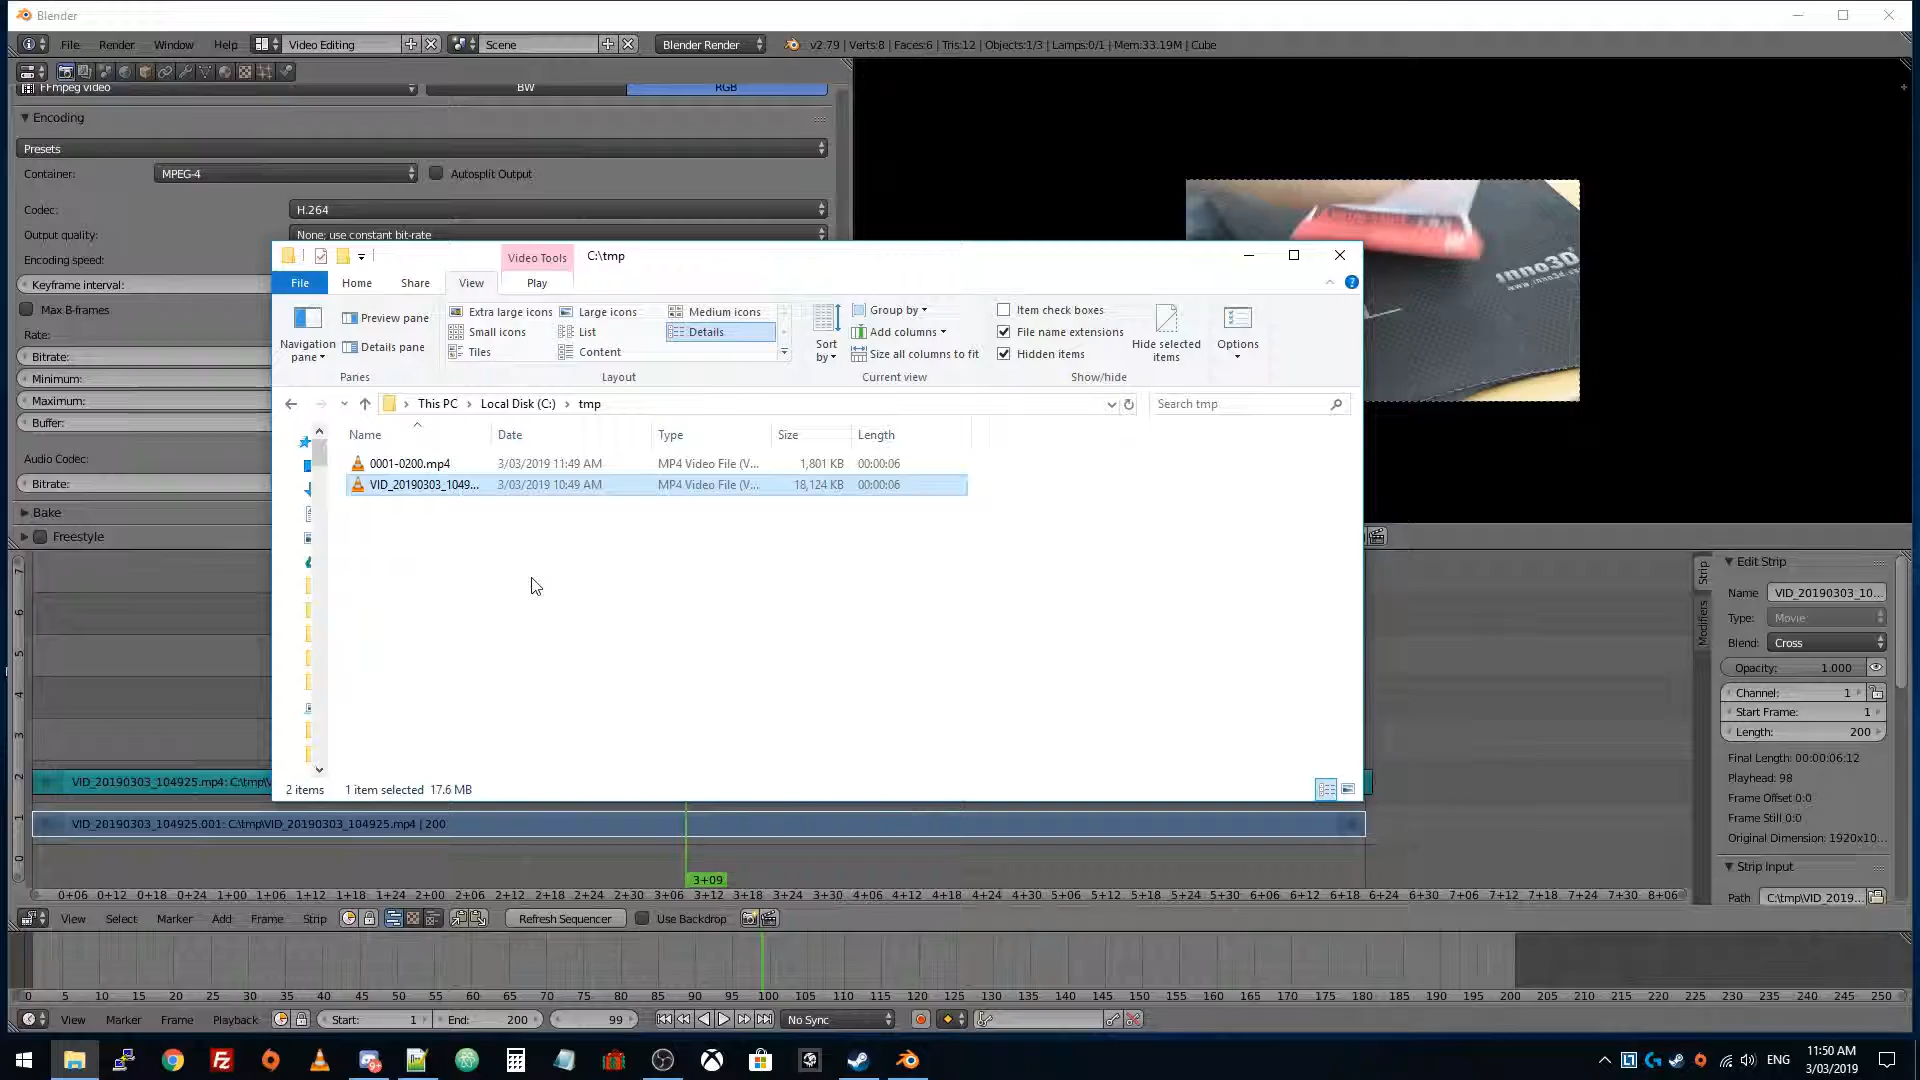 Blender
File Render Window Help Video Editing Scene Blender Render v2.79 | Verts:8 | Faces:6 | Tris:12 | Objects:1/3 | Lamps:0/1 | Mem:33.19M | Cube
FFmpeg video BW RGB
Encoding
Presets
Container: MPEG-4 Autosplit Output
Codec: H.264
Output quality: None; use constant bit-rate
Encoding speed:
Keyframe interval:
Max B-frames
Rate:
Bitrate:
Minimum:
Maximum:
Buffer:
Audio Codec:
Bitrate:
Bake
Freestyle
inno3D
Video Tools C:\tmp
File Home Share View Play
Navigation pane Preview pane Details pane
Extra large icons Large icons Medium icons
Small icons List Details
Tiles Content
Sort by Group by Add columns Size all columns to fit
Item check boxes File name extensions Hidden items
Hide selected items Options
Panes Layout Current view Show/hide
This PC Local Disk (C:) tmp Search tmp
Name Date Type Size Length
0001-0200.mp4 3/03/2019 11:49 AM MP4 Video File (V... 1,801 KB 00:00:06
VID_20190303_1049... 3/03/2019 10:49 AM MP4 Video File (V... 18,124 KB 00:00:06
2 items 1 item selected 17.6 MB
Strip
Modifiers
Edit Strip
Name VID_20190303_10...
Type: Movie
Blend: Cross
Opacity: 1.000
Channel: 1
Start Frame: 1
Length: 200
Final Length: 00:00:06:12
Playhead: 98
Frame Offset 0:0
Frame Still 0:0
Original Dimension: 1920x10...
Strip Input
Path C:\tmp\VID_2019...
7
6
5
4
3
2
1
0
VID_20190303_104925.mp4: C:\tmp\V
VID_20190303_104925.001: C:\tmp\VID_20190303_104925.mp4 | 200
3+09
0+06 0+12 0+18 0+24 1+00 1+06 1+12 1+18 1+24 1+30 2+06 2+12 2+18 2+24 2+30 3+06 3+12 3+18 3+24 3+30 4+06 4+12 4+18 4+24 5+00 5+06 5+12 5+18 5+24 6+00 6+06 6+12 6+18 6+24 6+30 7+06 7+12 7+18 7+24 7+30 8+06
View Select Marker Add Frame Strip Refresh Sequencer Use Backdrop
0 5 10 15 20 25 30 35 40 45 50 55 60 65 70 75 80 85 90 95 100 105 110 115 120 125 130 135 140 145 150 155 160 165 170 175 180 185 190 195 200 205 210 215 220 225 230 235 240 245 250
View Marker Frame Playback Start: 1 End: 200 99 No Sync
ENG 11:50 AM
3/03/2019